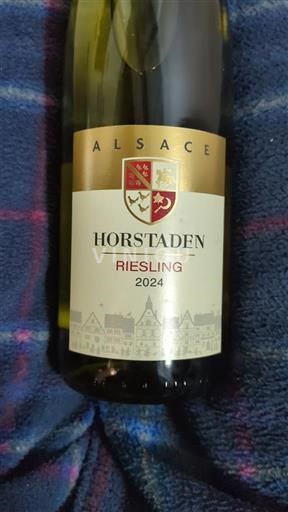 ALSACE
HORSTADEN
RIESLING
2024